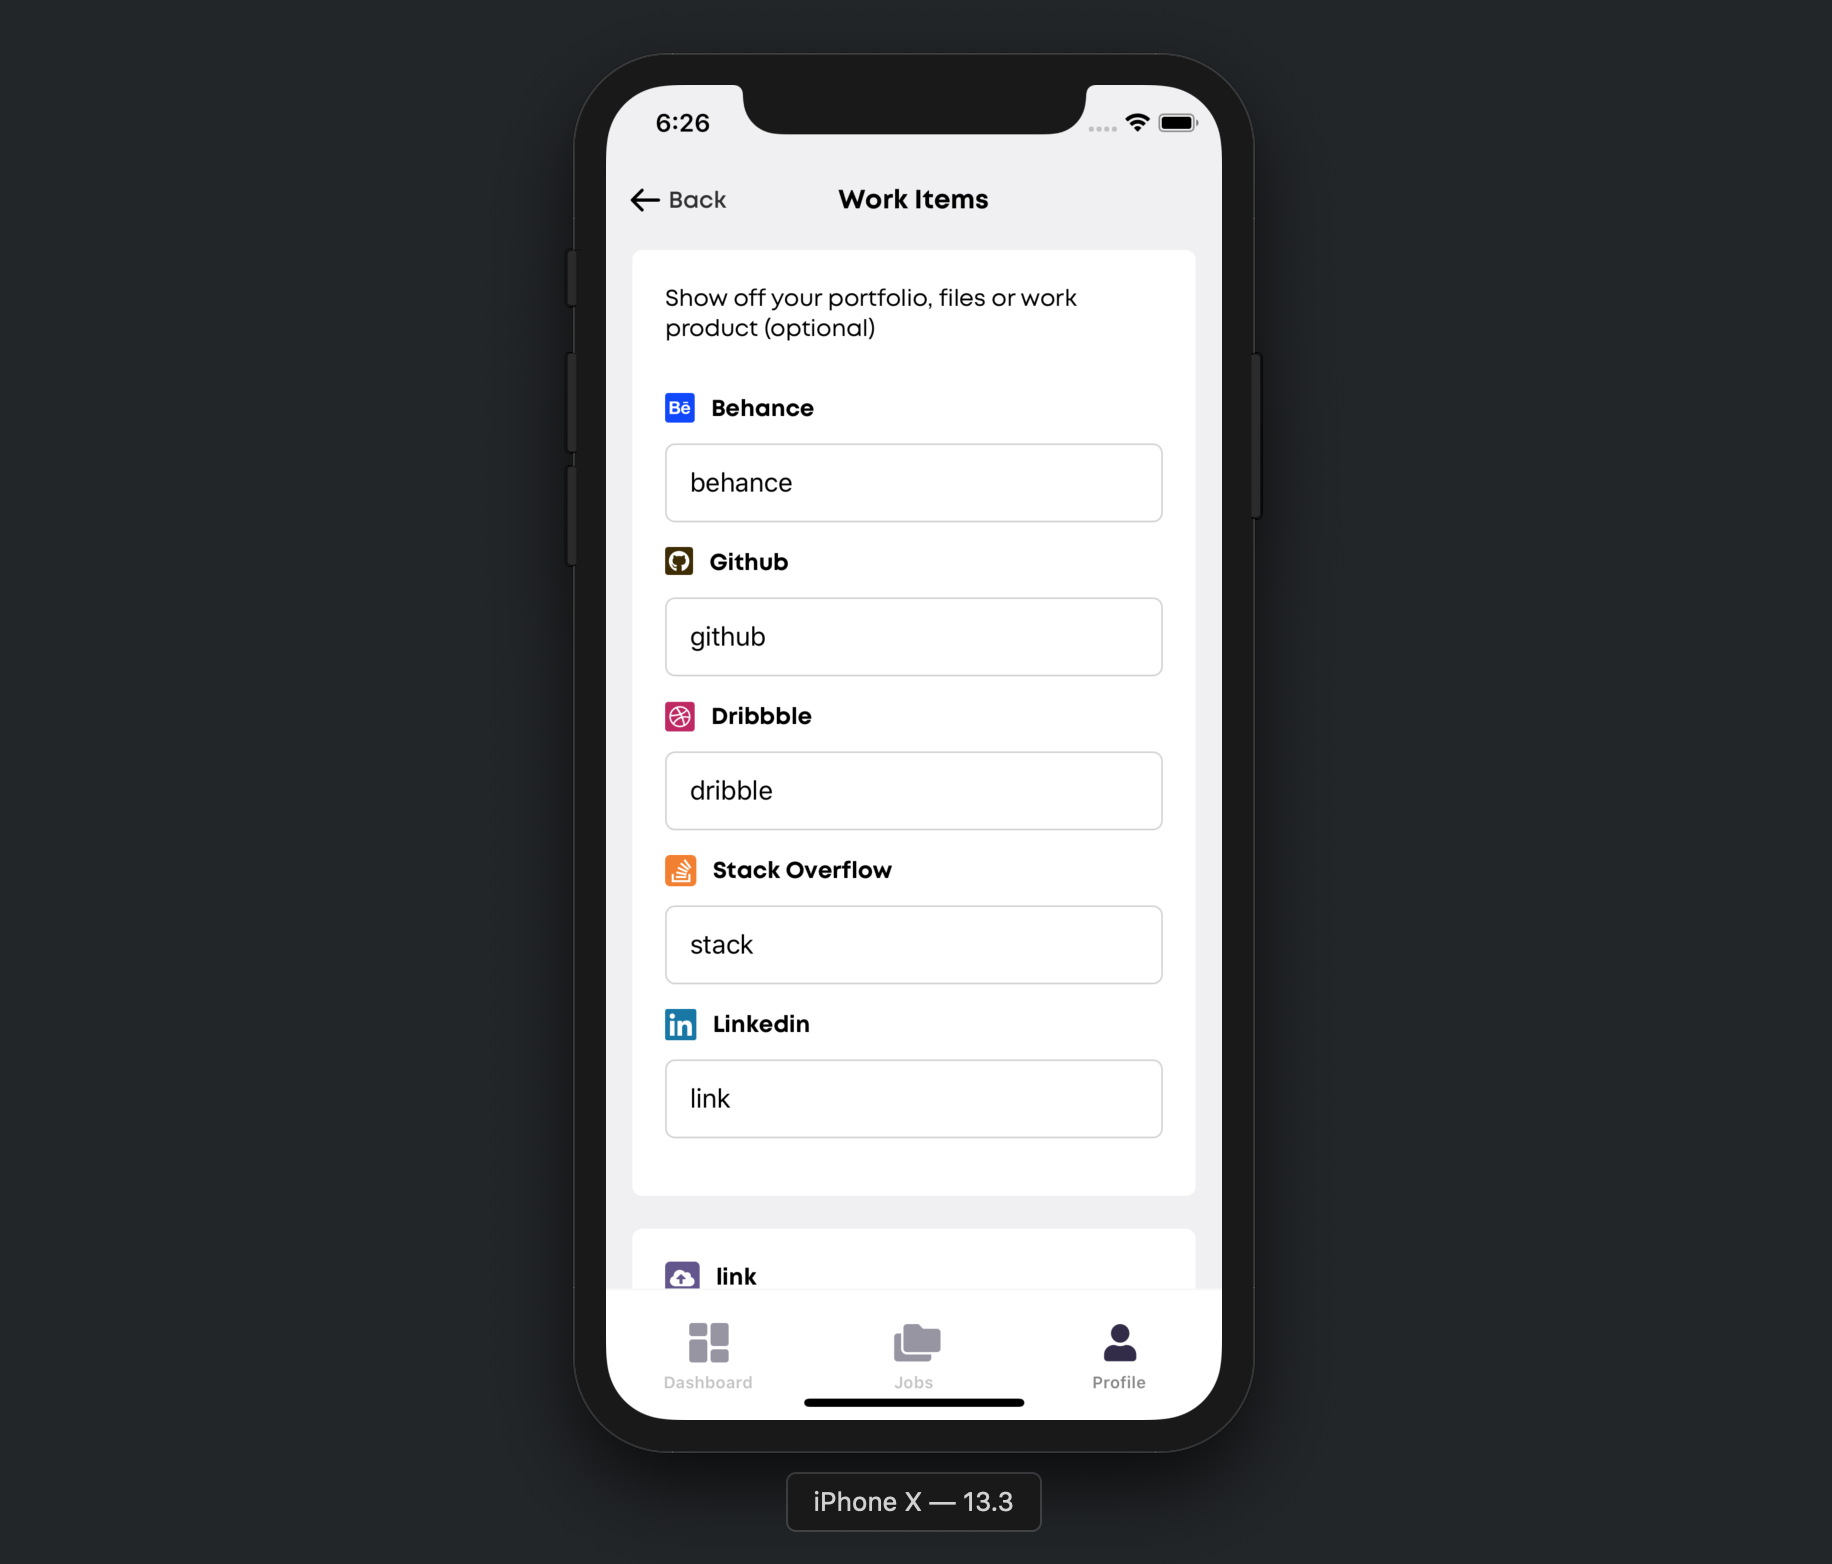 6:26
Back
Work Items
Show off your portfolio, files or work
product (optional)
Bē Behance
behance
Github
github
Dribbble
dribble
Stack Overflow
stack
in Linkedin
link
link
Dashboard
Jobs
Profile
iPhone X — 13.3